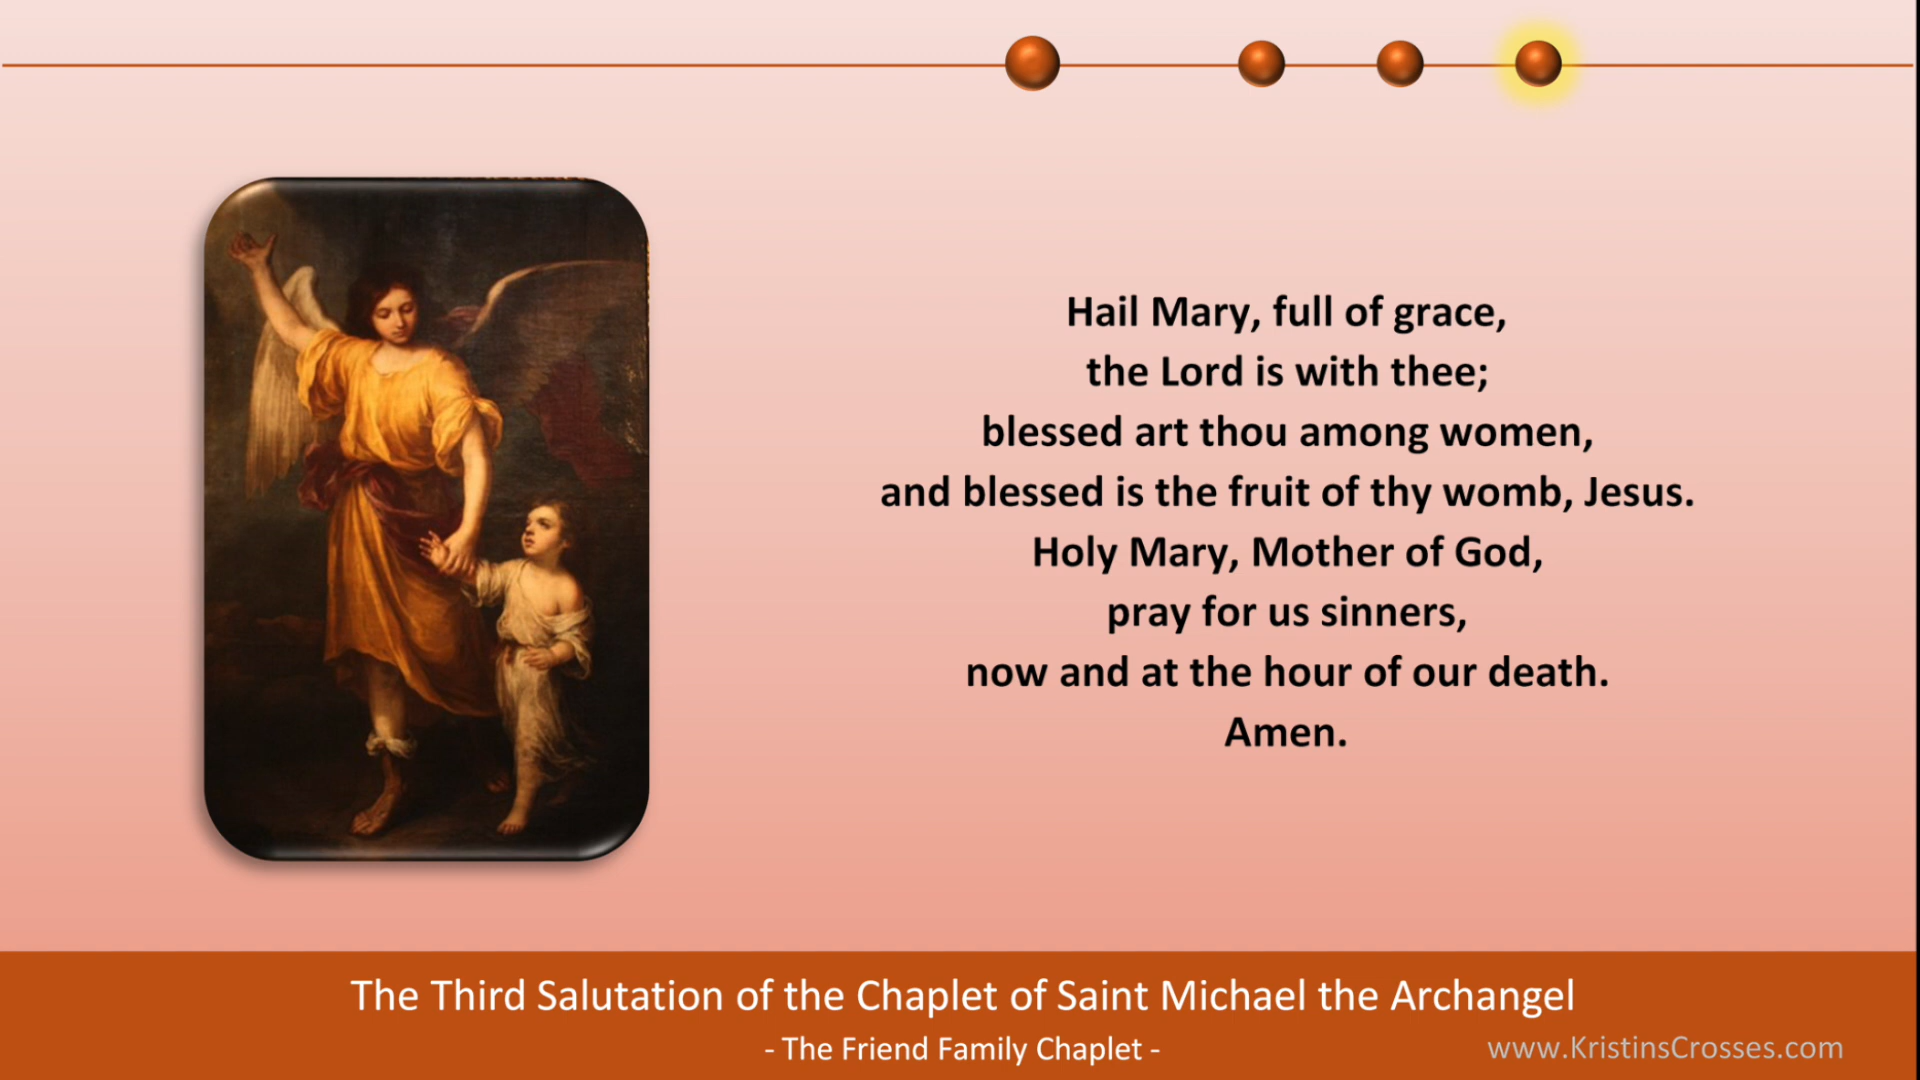 Hail Mary, full of grace,
the Lord is with thee;
blessed art thou among women,
and blessed is the fruit of thy womb, Jesus.
Holy Mary, Mother of God,
pray for us sinners,
now and at the hour of our death.
Amen.
The Third Salutation of the Chaplet of Saint Michael the Archangel
- The Friend Family Chaplet -
www.KristinsCrosses.com